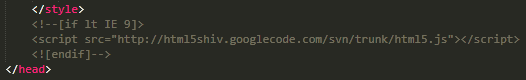 </style>
<!--[if lt IE 9]>
<script src="http://html5shiv.googlecode.com/svn/trunk/html5.js"></script>
<![endif]-->
</head>